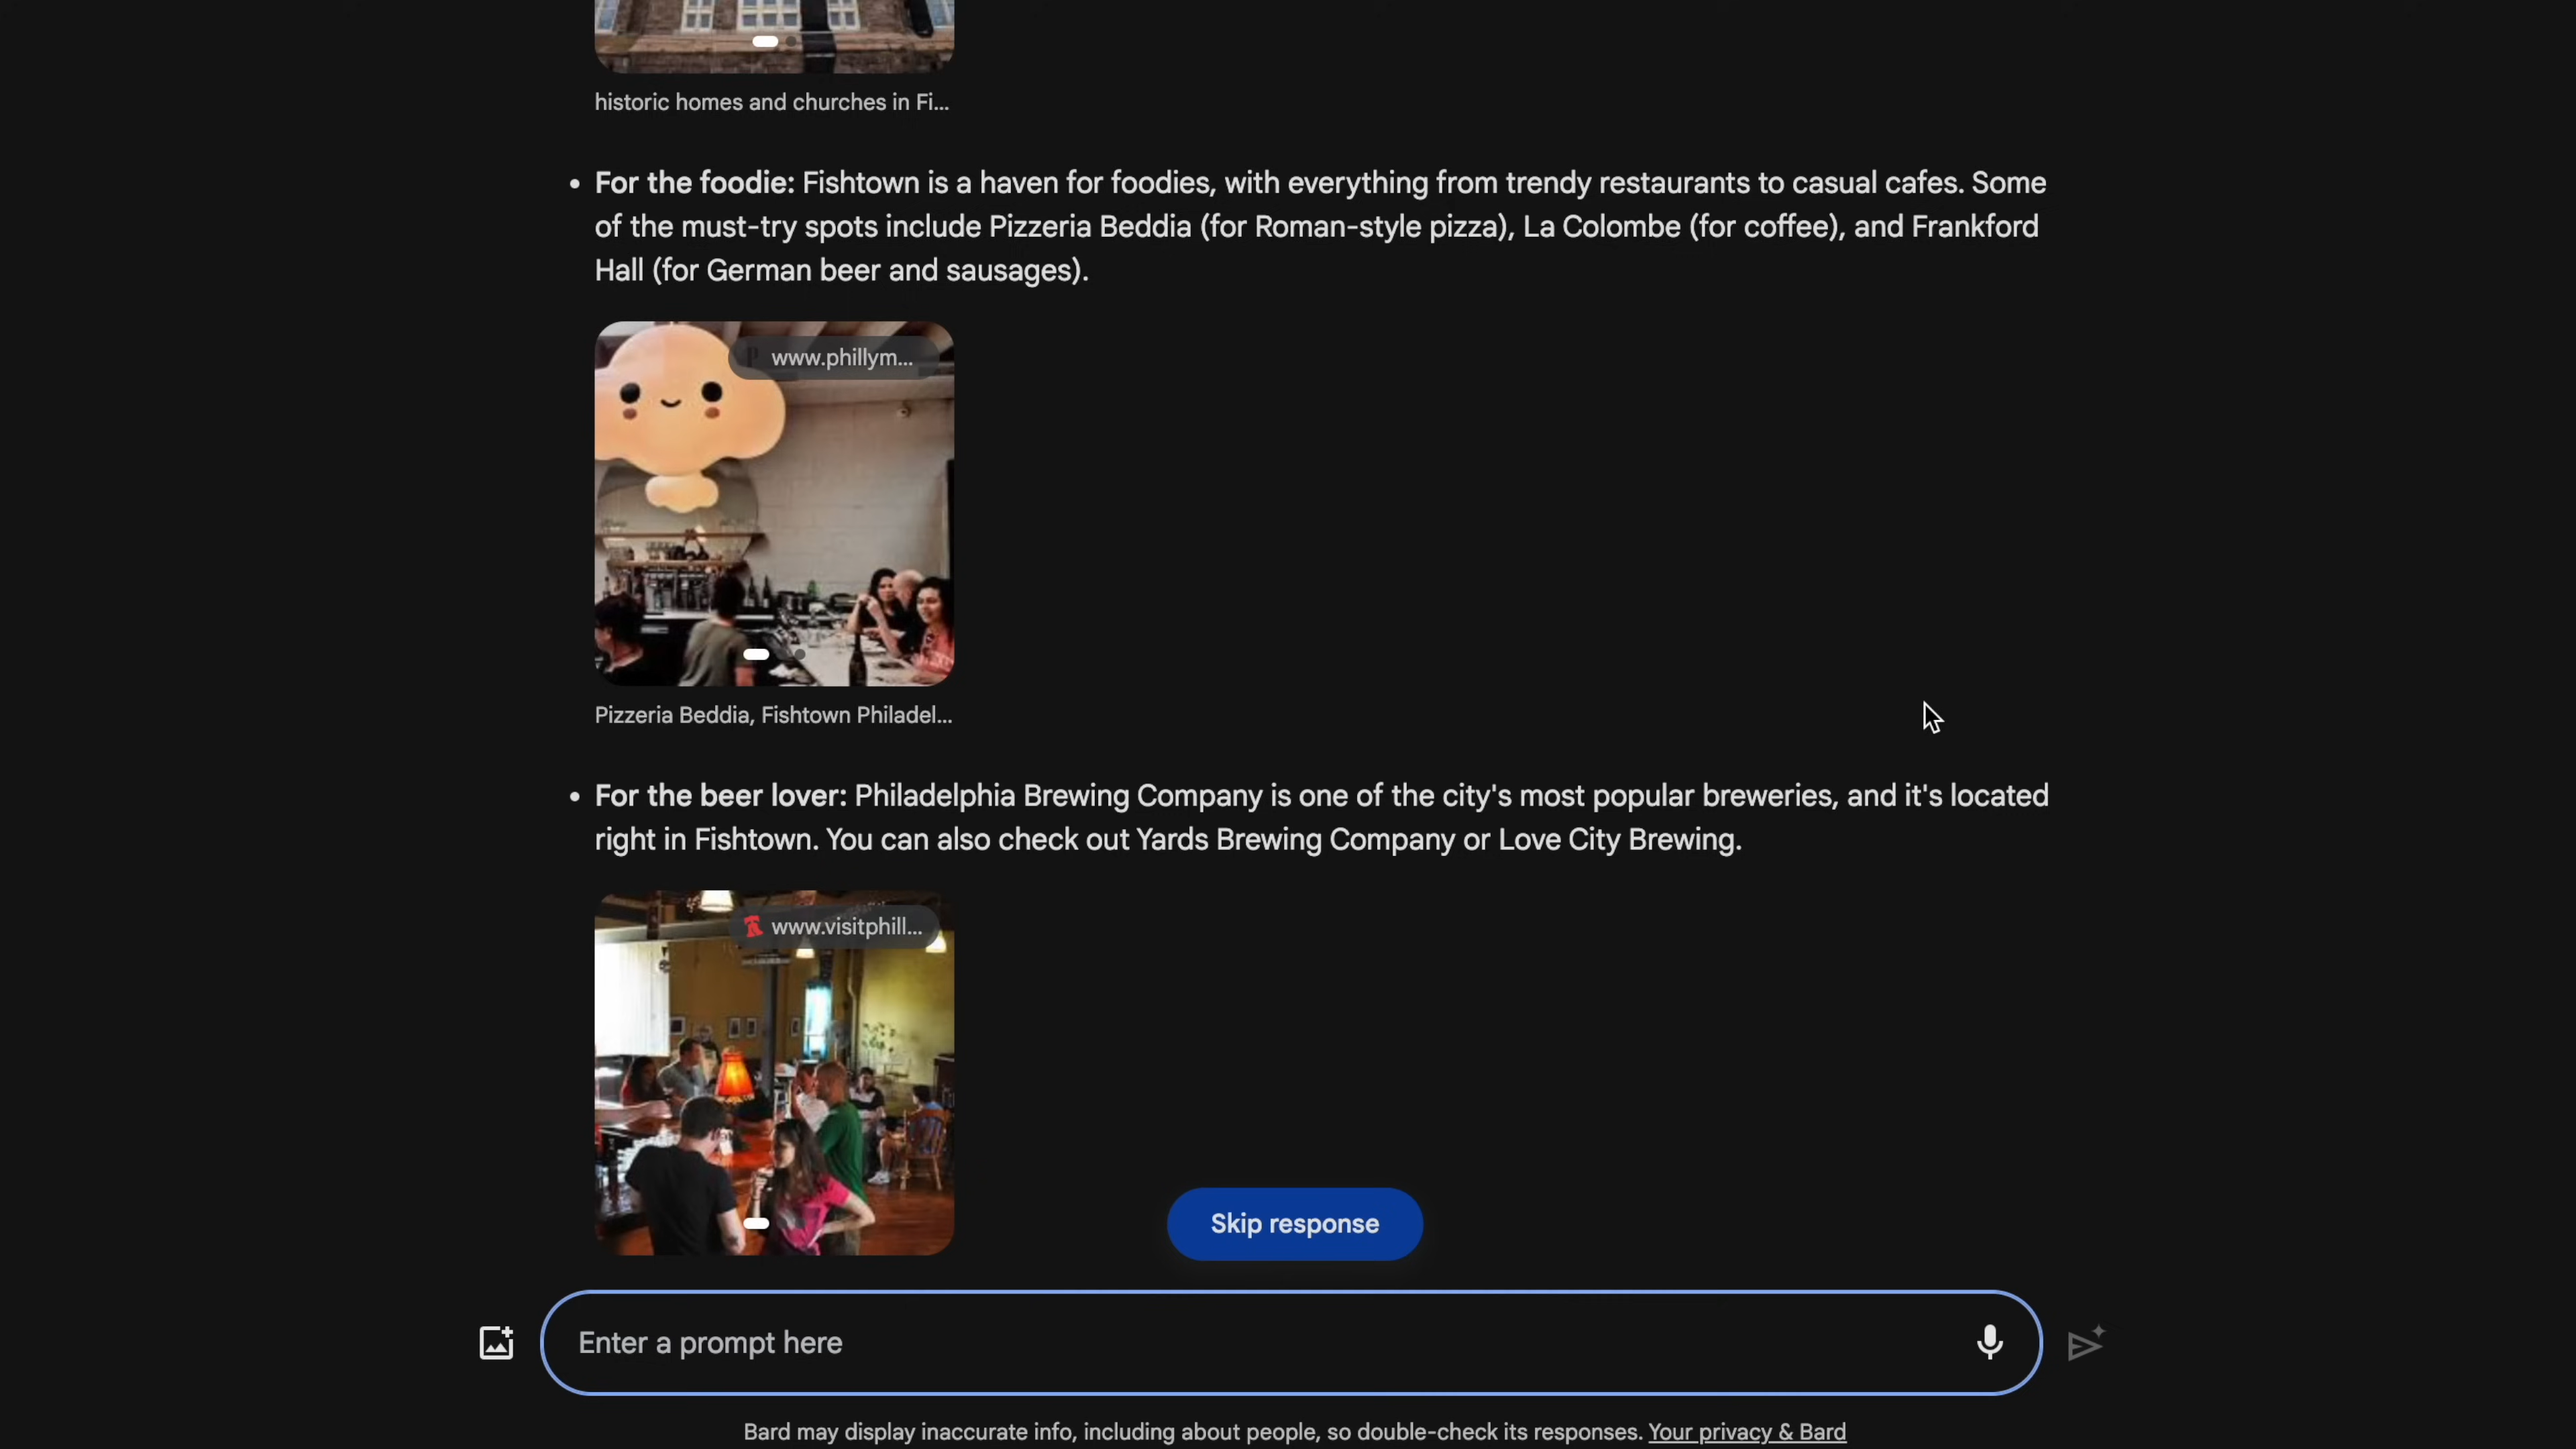 historic homes and churches in Fi...
• For the foodie: Fishtown is a haven for foodies, with everything from trendy restaurants to casual cafes. Some
of the must-try spots include Pizzeria Beddia (for Roman-style pizza), La Colombe (for coffee), and Frankford
Hall (for German beer and sausages).
www.phillym...
Pizzeria Beddia, Fishtown Philadel...
• For the beer lover: Philadelphia Brewing Company is one of the city's most popular breweries, and it's located
right in Fishtown. You can also check out Yards Brewing Company or Love City Brewing.
www.visitphill...
Skip response
Enter a prompt here
Bard may display inaccurate info, including about people, so double-check its responses. Your privacy & Bard